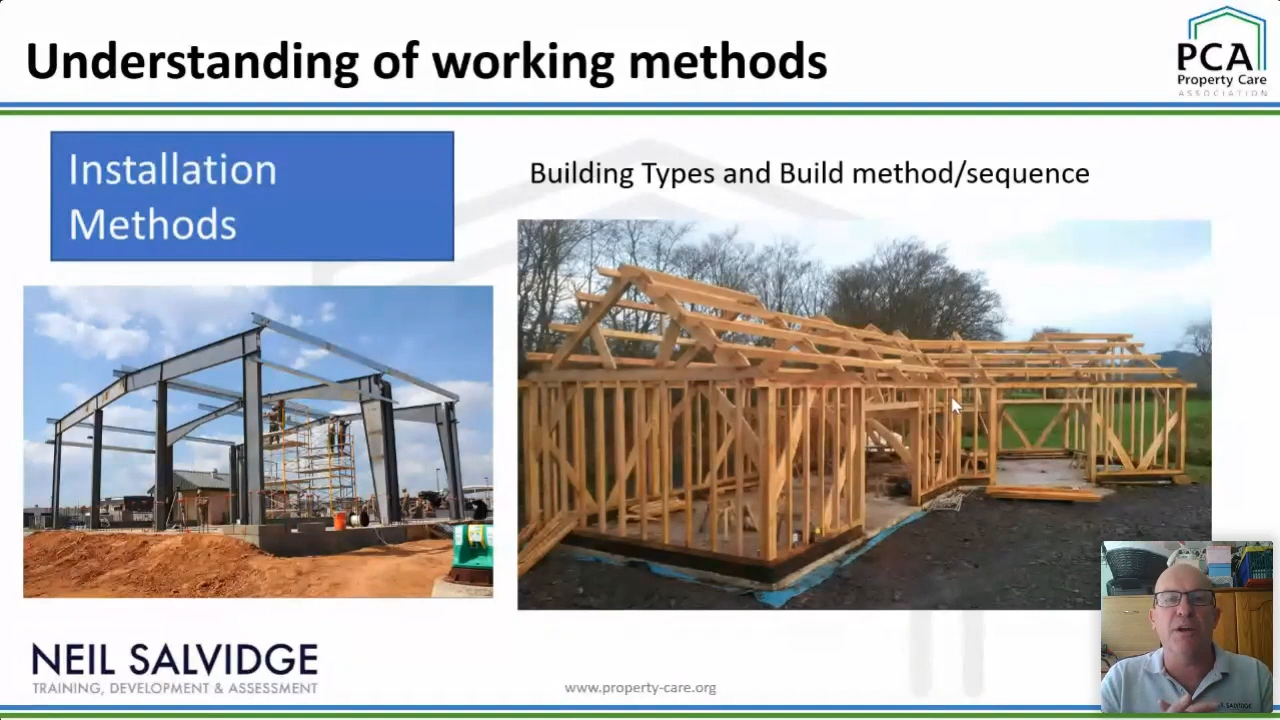 Understanding of working methods
PCA
Property Care
ASSOCIATION
Installation
Methods
Building Types and Build method/sequence
NEIL SALVIDGE
TRAINING, DEVELOPMENT & ASSESSMENT
www.property-care.org
SALVIDGE